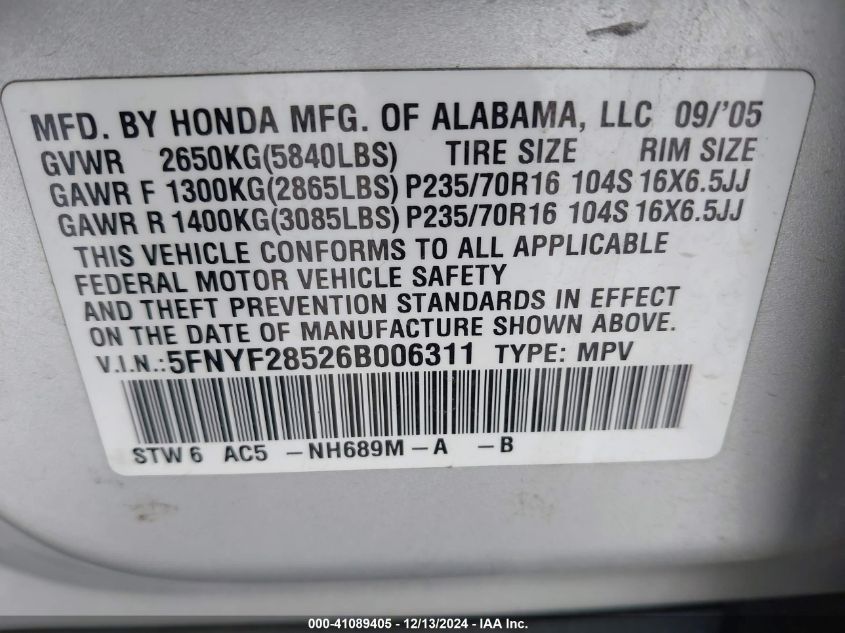 MFD. BY HONDA MFG. OF ALABAMA, LLC 09/'05
GVWR 2650KG(5840LBS) TIRE SIZE RIM SIZE
GAWR F 1300KG(2865LBS) P235/70R16 104S 16X6.5JJ
GAWR R 1400KG(3085LBS) P235/70R16 104S 16X6.5JJ
THIS VEHICLE CONFORMS TO ALL APPLICABLE
FEDERAL MOTOR VEHICLE SAFETY
AND THEFT PREVENTION STANDARDS IN EFFECT
ON THE DATE OF MANUFACTURE SHOWN ABOVE.
V.I.N.:5FNYF28526B006311 TYPE: MPV
STW 6 AC5 -NH689M-A -B
000-41089405 - 12/13/2024 - IAA Inc.